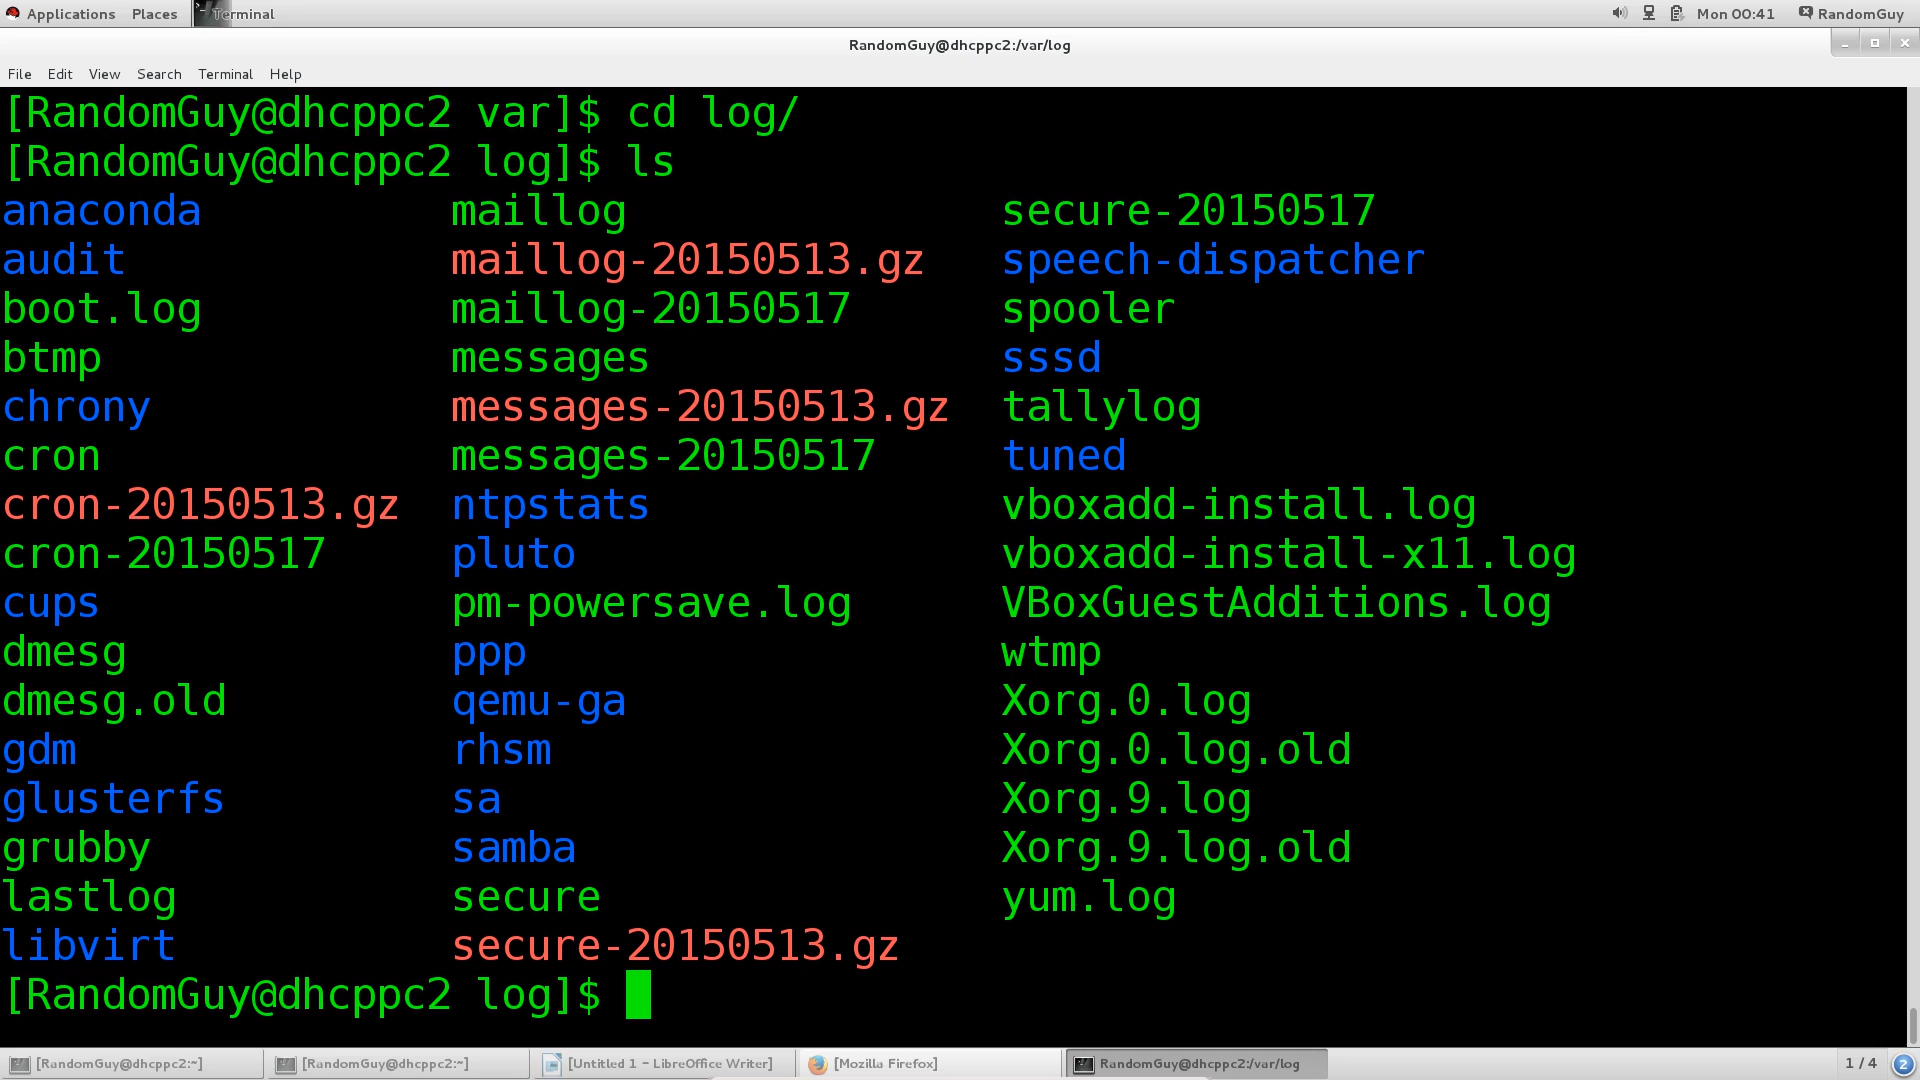 Applications Places Terminal Mon 00:41 RandomGuy
RandomGuy@dhcppc2:/var/log
File Edit View Search Terminal Help
[RandomGuy@dhcppc2 var]$ cd log/
[RandomGuy@dhcppc2 log]$ ls
anaconda maillog secure-20150517
audit maillog-20150513.gz speech-dispatcher
boot.log maillog-20150517 spooler
btmp messages sssd
chrony messages-20150513.gz tallylog
cron messages-20150517 tuned
cron-20150513.gz ntpstats vboxadd-install.log
cron-20150517 pluto vboxadd-install-x11.log
cups pm-powersave.log VBoxGuestAdditions.log
dmesg ppp wtmp
dmesg.old qemu-ga Xorg.0.log
gdm rhsm Xorg.0.log.old
glusterfs sa Xorg.9.log
grubby samba Xorg.9.log.old
lastlog secure yum.log
libvirt secure-20150513.gz
[RandomGuy@dhcppc2 log]$
[RandomGuy@dhcppc2:~] [RandomGuy@dhcppc2:~] [Untitled 1 - LibreOffice Writer] [Mozilla Firefox] RandomGuy@dhcppc2:/var/log 1 / 4 2